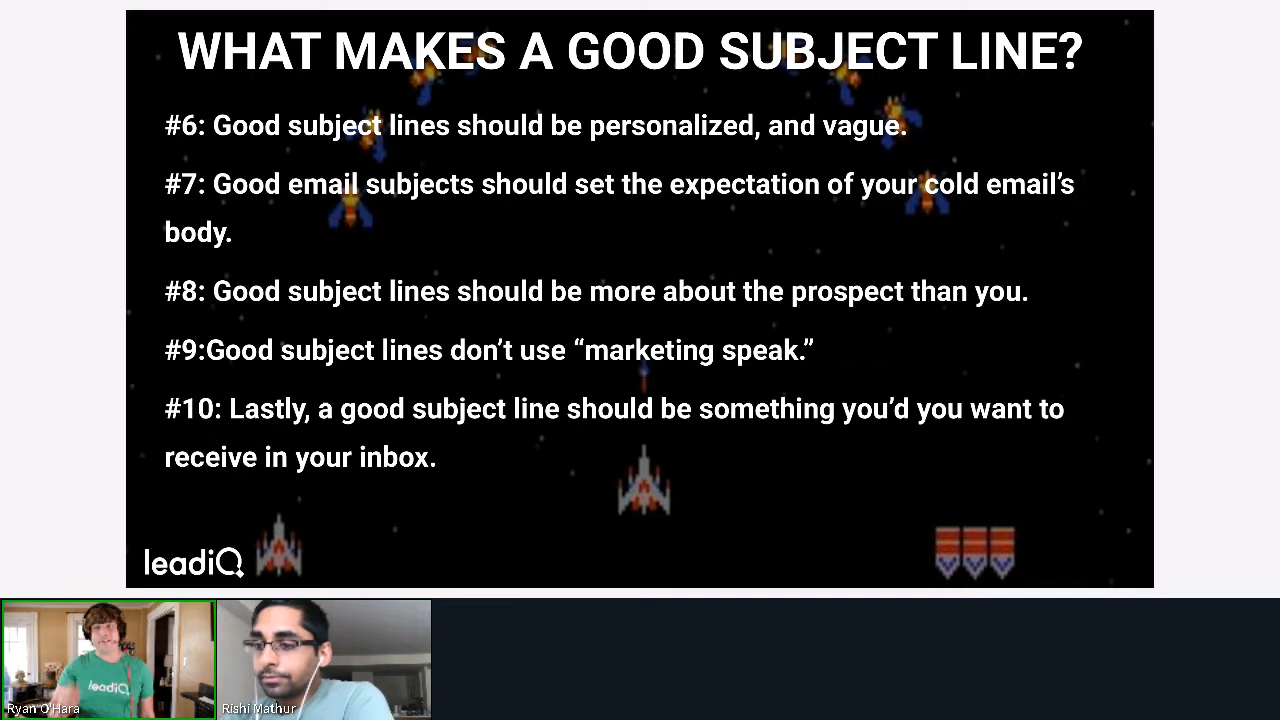 WHAT MAKES A GOOD SUBJECT LINE?
#6: Good subject lines should be personalized, and vague.
#7: Good email subjects should set the expectation of your cold email’s
body.
#8: Good subject lines should be more about the prospect than you.
#9:Good subject lines don’t use “marketing speak.”
#10: Lastly, a good subject line should be something you’d you want to
receive in your inbox.
leadiQ
leadiQ
Ryan O'Hara
Rishi Mathur